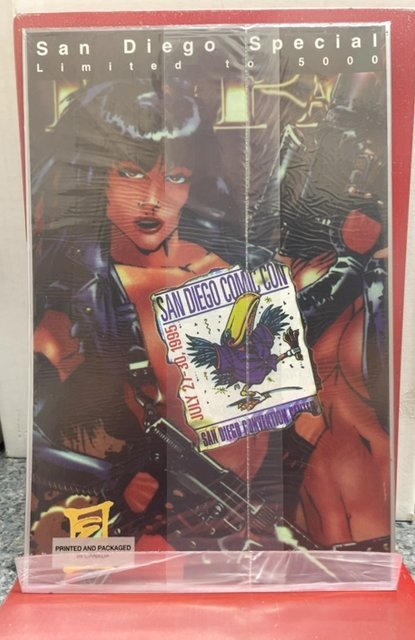 San Diego Special
Limited to 5000
SAN DIEGO COMIC CON
JULY 27-30, 1995
SAN DIEGO CONVENTION CENTER
PRINTED AND PACKAGED